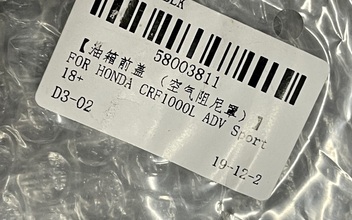 58003811
【油箱前盖 (空气阻尼罩)】
FOR HONDA CRF1000L ADV Sport
18+
D3-02
19-12-2